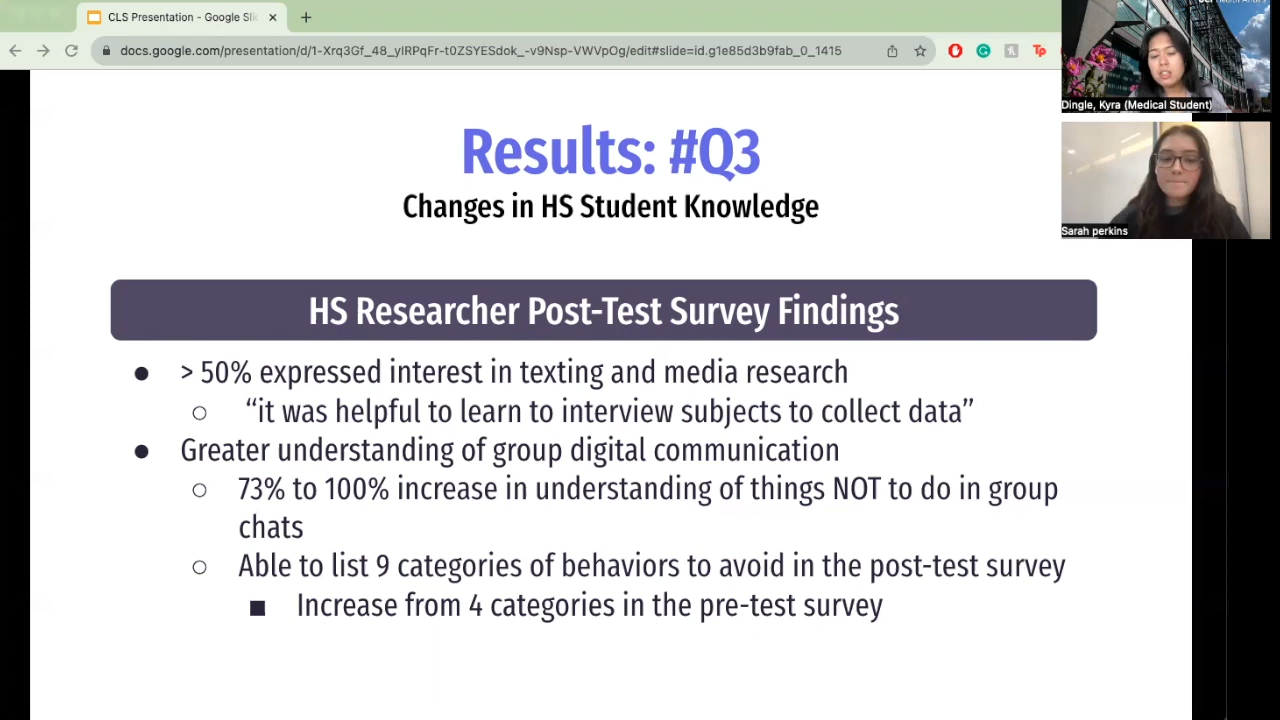 CLS Presentation - Google Sli
docs.google.com/presentation/d/1-Xrq3Gf_48_yIRPqFr-t0ZSYESdok_-v9Nsp-VWVpOg/edit#slide=id.g1e85d3b9fab_0_1415
Tp
Dingle, Kyra (Medical Student)
Sarah perkins
Results: #Q3
Changes in HS Student Knowledge
HS Researcher Post-Test Survey Findings
● > 50% expressed interest in texting and media research
○ “it was helpful to learn to interview subjects to collect data”
● Greater understanding of group digital communication
○ 73% to 100% increase in understanding of things NOT to do in group
chats
○ Able to list 9 categories of behaviors to avoid in the post-test survey
■ Increase from 4 categories in the pre-test survey